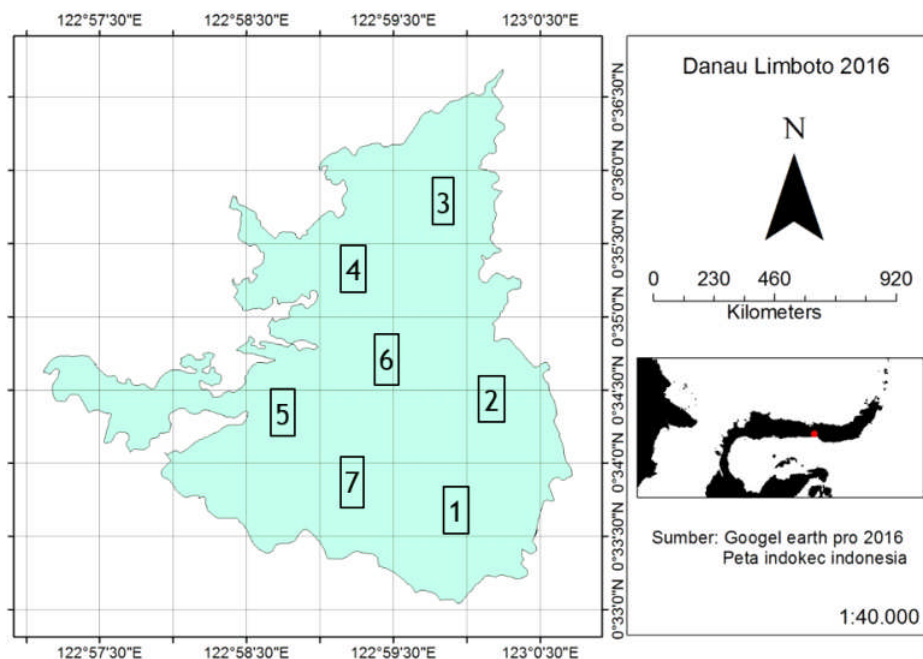 122°57'30"E 122°58'30"E 122°59'30"E 123°0'30"E
0°36'30"N
0°36'0"N
0°35'30"N
0°35'0"N
0°34'30"N
0°34'0"N
0°33'30"N
0°33'0"N
3
4
6
2
5
7
1
122°57'30"E 122°58'30"E 122°59'30"E 123°0'30"E
Danau Limboto 2016
N
0 230 460 920
Kilometers
Sumber: Googel earth pro 2016
Peta indokec indonesia
1:40.000